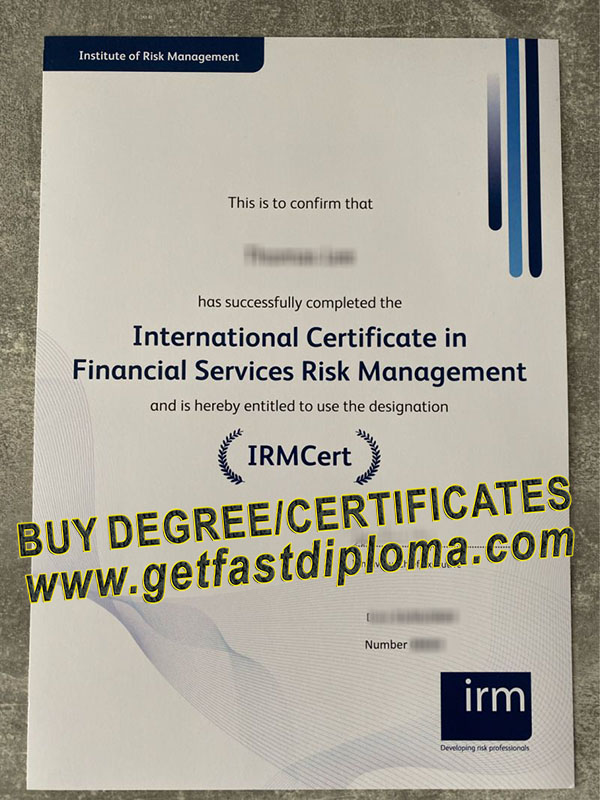 Institute of Risk Management
This is to confirm that
has successfully completed the
International Certificate in
Financial Services Risk Management
and is hereby entitled to use the designation
IRMCert
BUY DEGREE/CERTIFICATES
www.getfastdiploma.com
Number
irm
Developing risk professionals